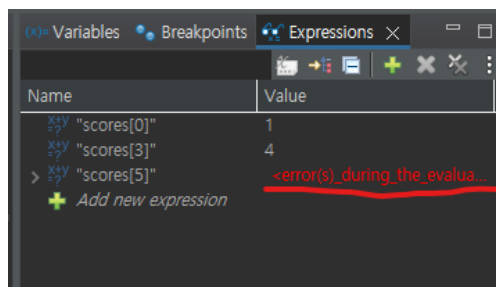 (x)= Variables Breakpoints Expressions
Name Value
x+y =? "scores[0]" 1
x+y =? "scores[3]" 4
x+y =? "scores[5]" <error(s)_during_the_evalua...
Add new expression